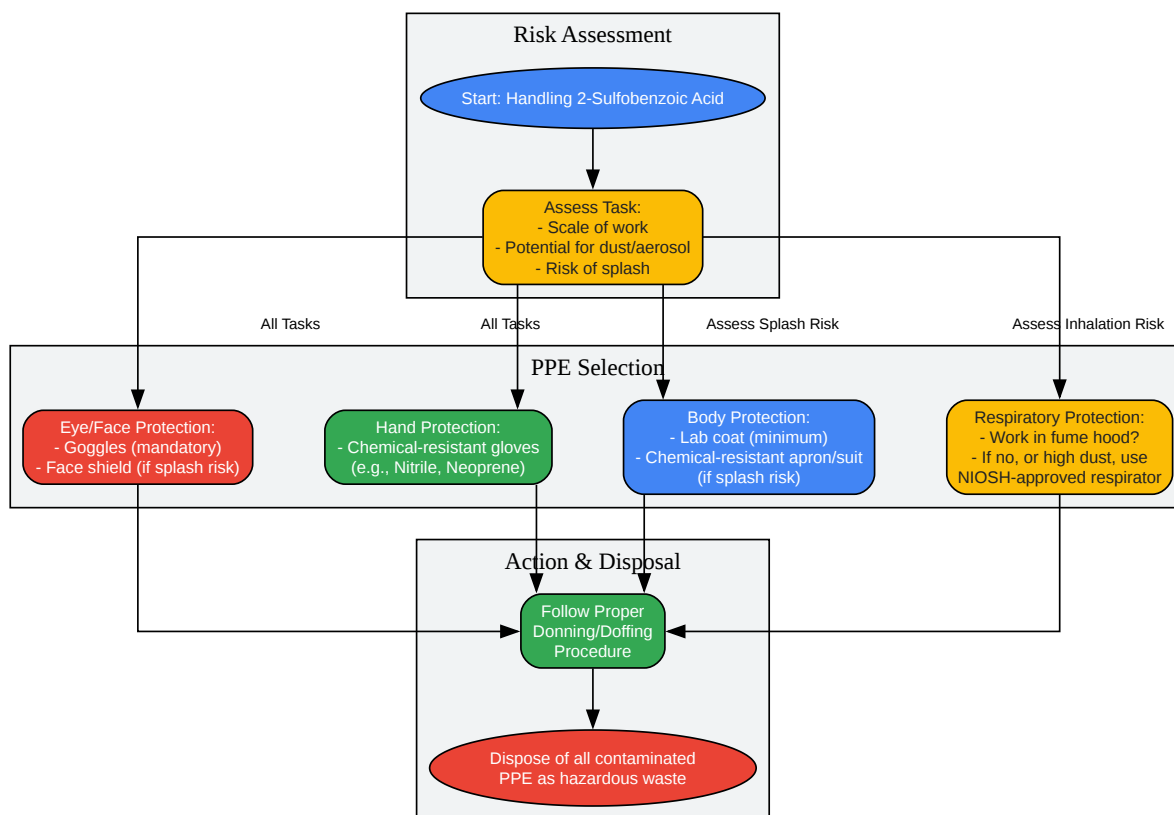 Risk Assessment
Start: Handling 2-Sulfobenzoic Acid
Assess Task:
- Scale of work
- Potential for dust/aerosol
- Risk of splash
All Tasks
All Tasks
Assess Splash Risk
Assess Inhalation Risk
PPE Selection
Eye/Face Protection:
- Goggles (mandatory)
- Face shield (if splash risk)
Hand Protection:
- Chemical-resistant gloves
(e.g., Nitrile, Neoprene)
Body Protection:
- Lab coat (minimum)
- Chemical-resistant apron/suit
(if splash risk)
Respiratory Protection:
- Work in fume hood?
- If no, or high dust, use
NIOSH-approved respirator
Action & Disposal
Follow Proper
Donning/Doffing
Procedure
Dispose of all contaminated
PPE as hazardous waste